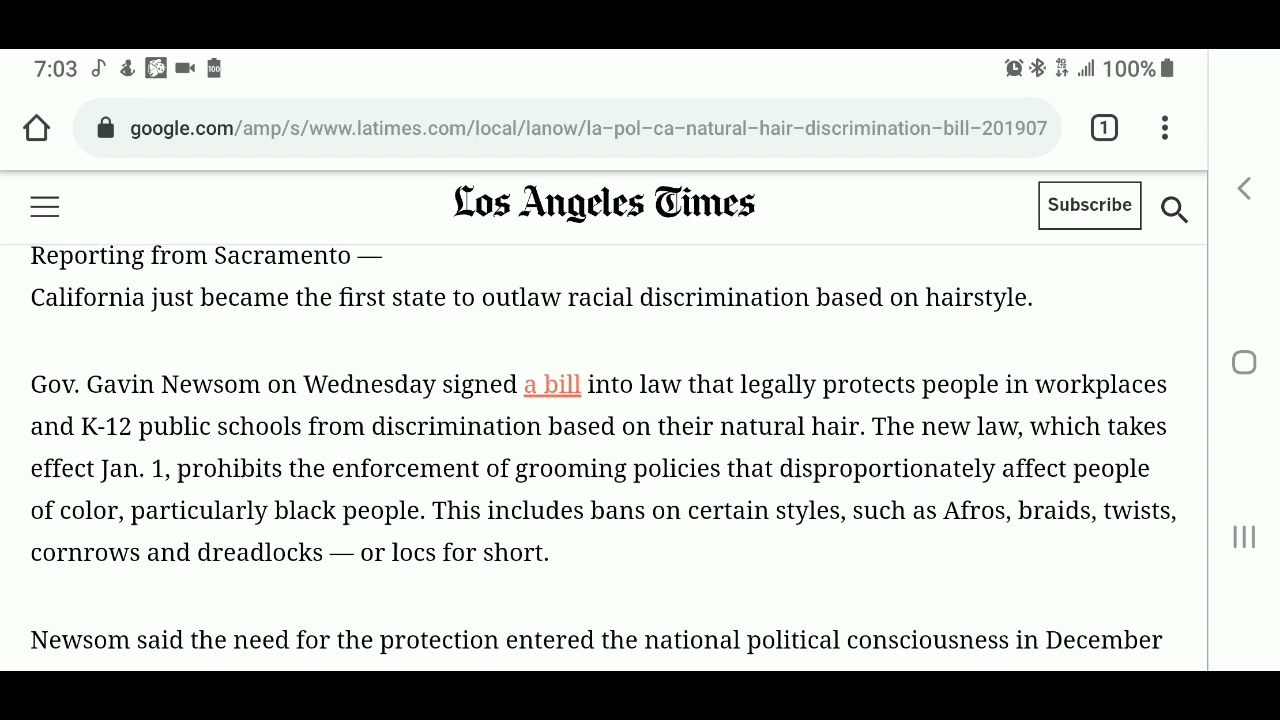 7:03 100 4G 100%
google.com/amp/s/www.latimes.com/local/lanow/la-pol-ca-natural-hair-discrimination-bill-201907 1
Los Angeles Times Subscribe
Reporting from Sacramento —
California just became the first state to outlaw racial discrimination based on hairstyle.
Gov. Gavin Newsom on Wednesday signed a bill into law that legally protects people in workplaces
and K-12 public schools from discrimination based on their natural hair. The new law, which takes
effect Jan. 1, prohibits the enforcement of grooming policies that disproportionately affect people
of color, particularly black people. This includes bans on certain styles, such as Afros, braids, twists,
cornrows and dreadlocks — or locs for short.
Newsom said the need for the protection entered the national political consciousness in December